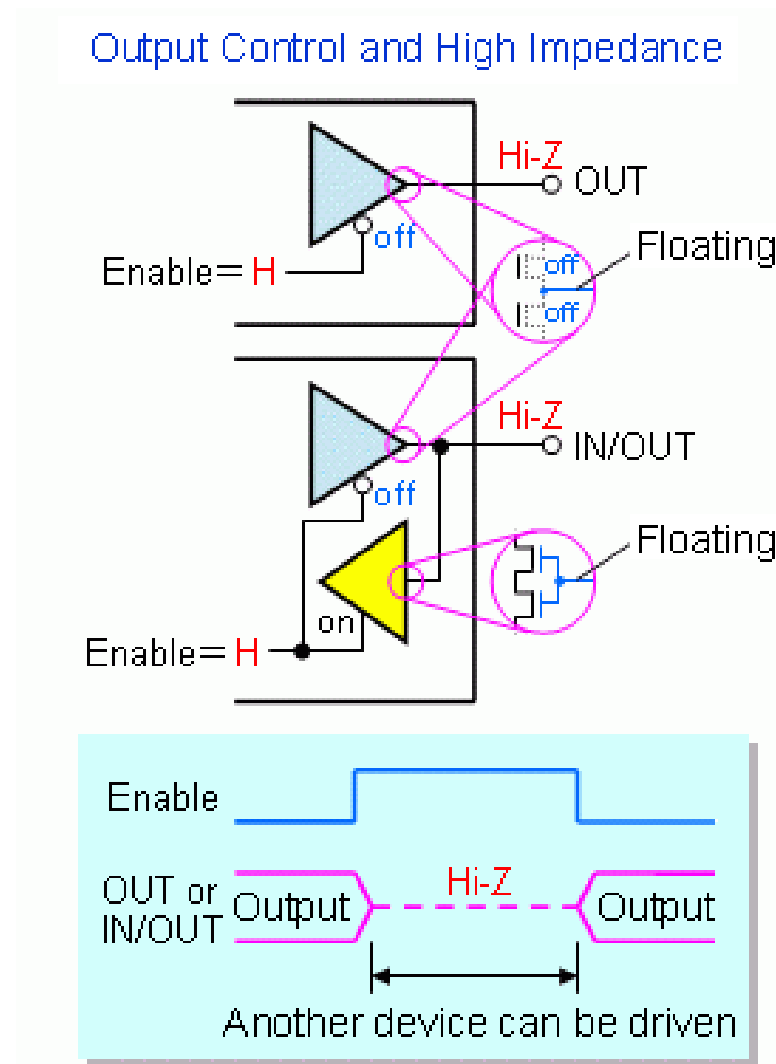 Output Control and High Impedance
Hi-Z
OUT
off
Enable=H
off
off
Floating
Hi-Z
IN/OUT
off
Floating
on
Enable=H
Enable
OUT or
IN/OUT
Output
Hi-Z
Output
Another device can be driven